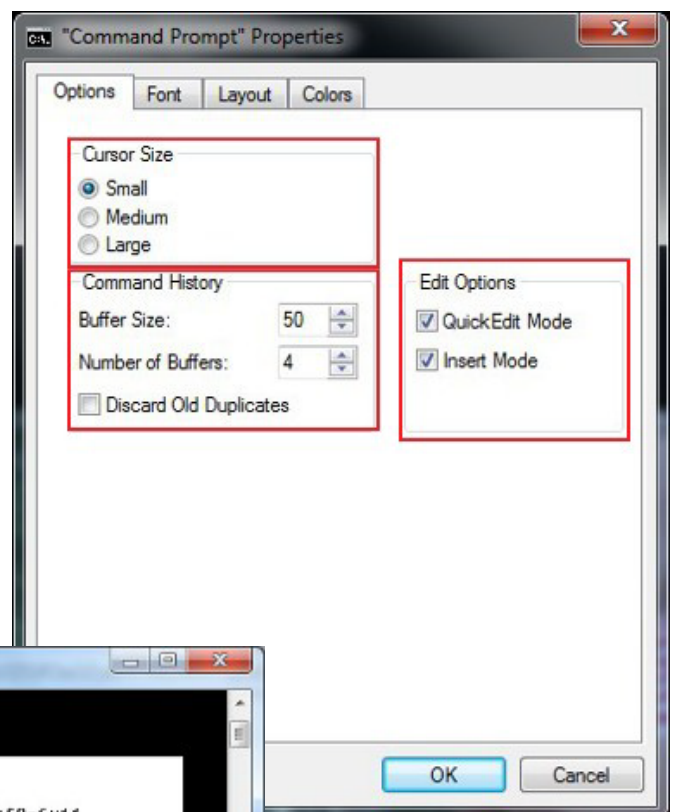 C:\. "Command Prompt" Properties
Options Font Layout Colors
Cursor Size
Small
Medium
Large
Command History
Buffer Size: 50
Number of Buffers: 4
Discard Old Duplicates
Edit Options
QuickEdit Mode
Insert Mode
OK Cancel